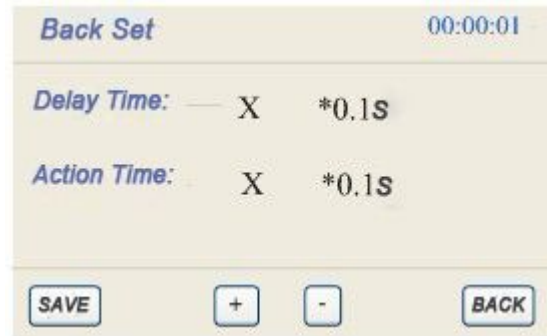 Back Set 00:00:01
Delay Time: X *0.1s
Action Time: X *0.1s
SAVE + - BACK